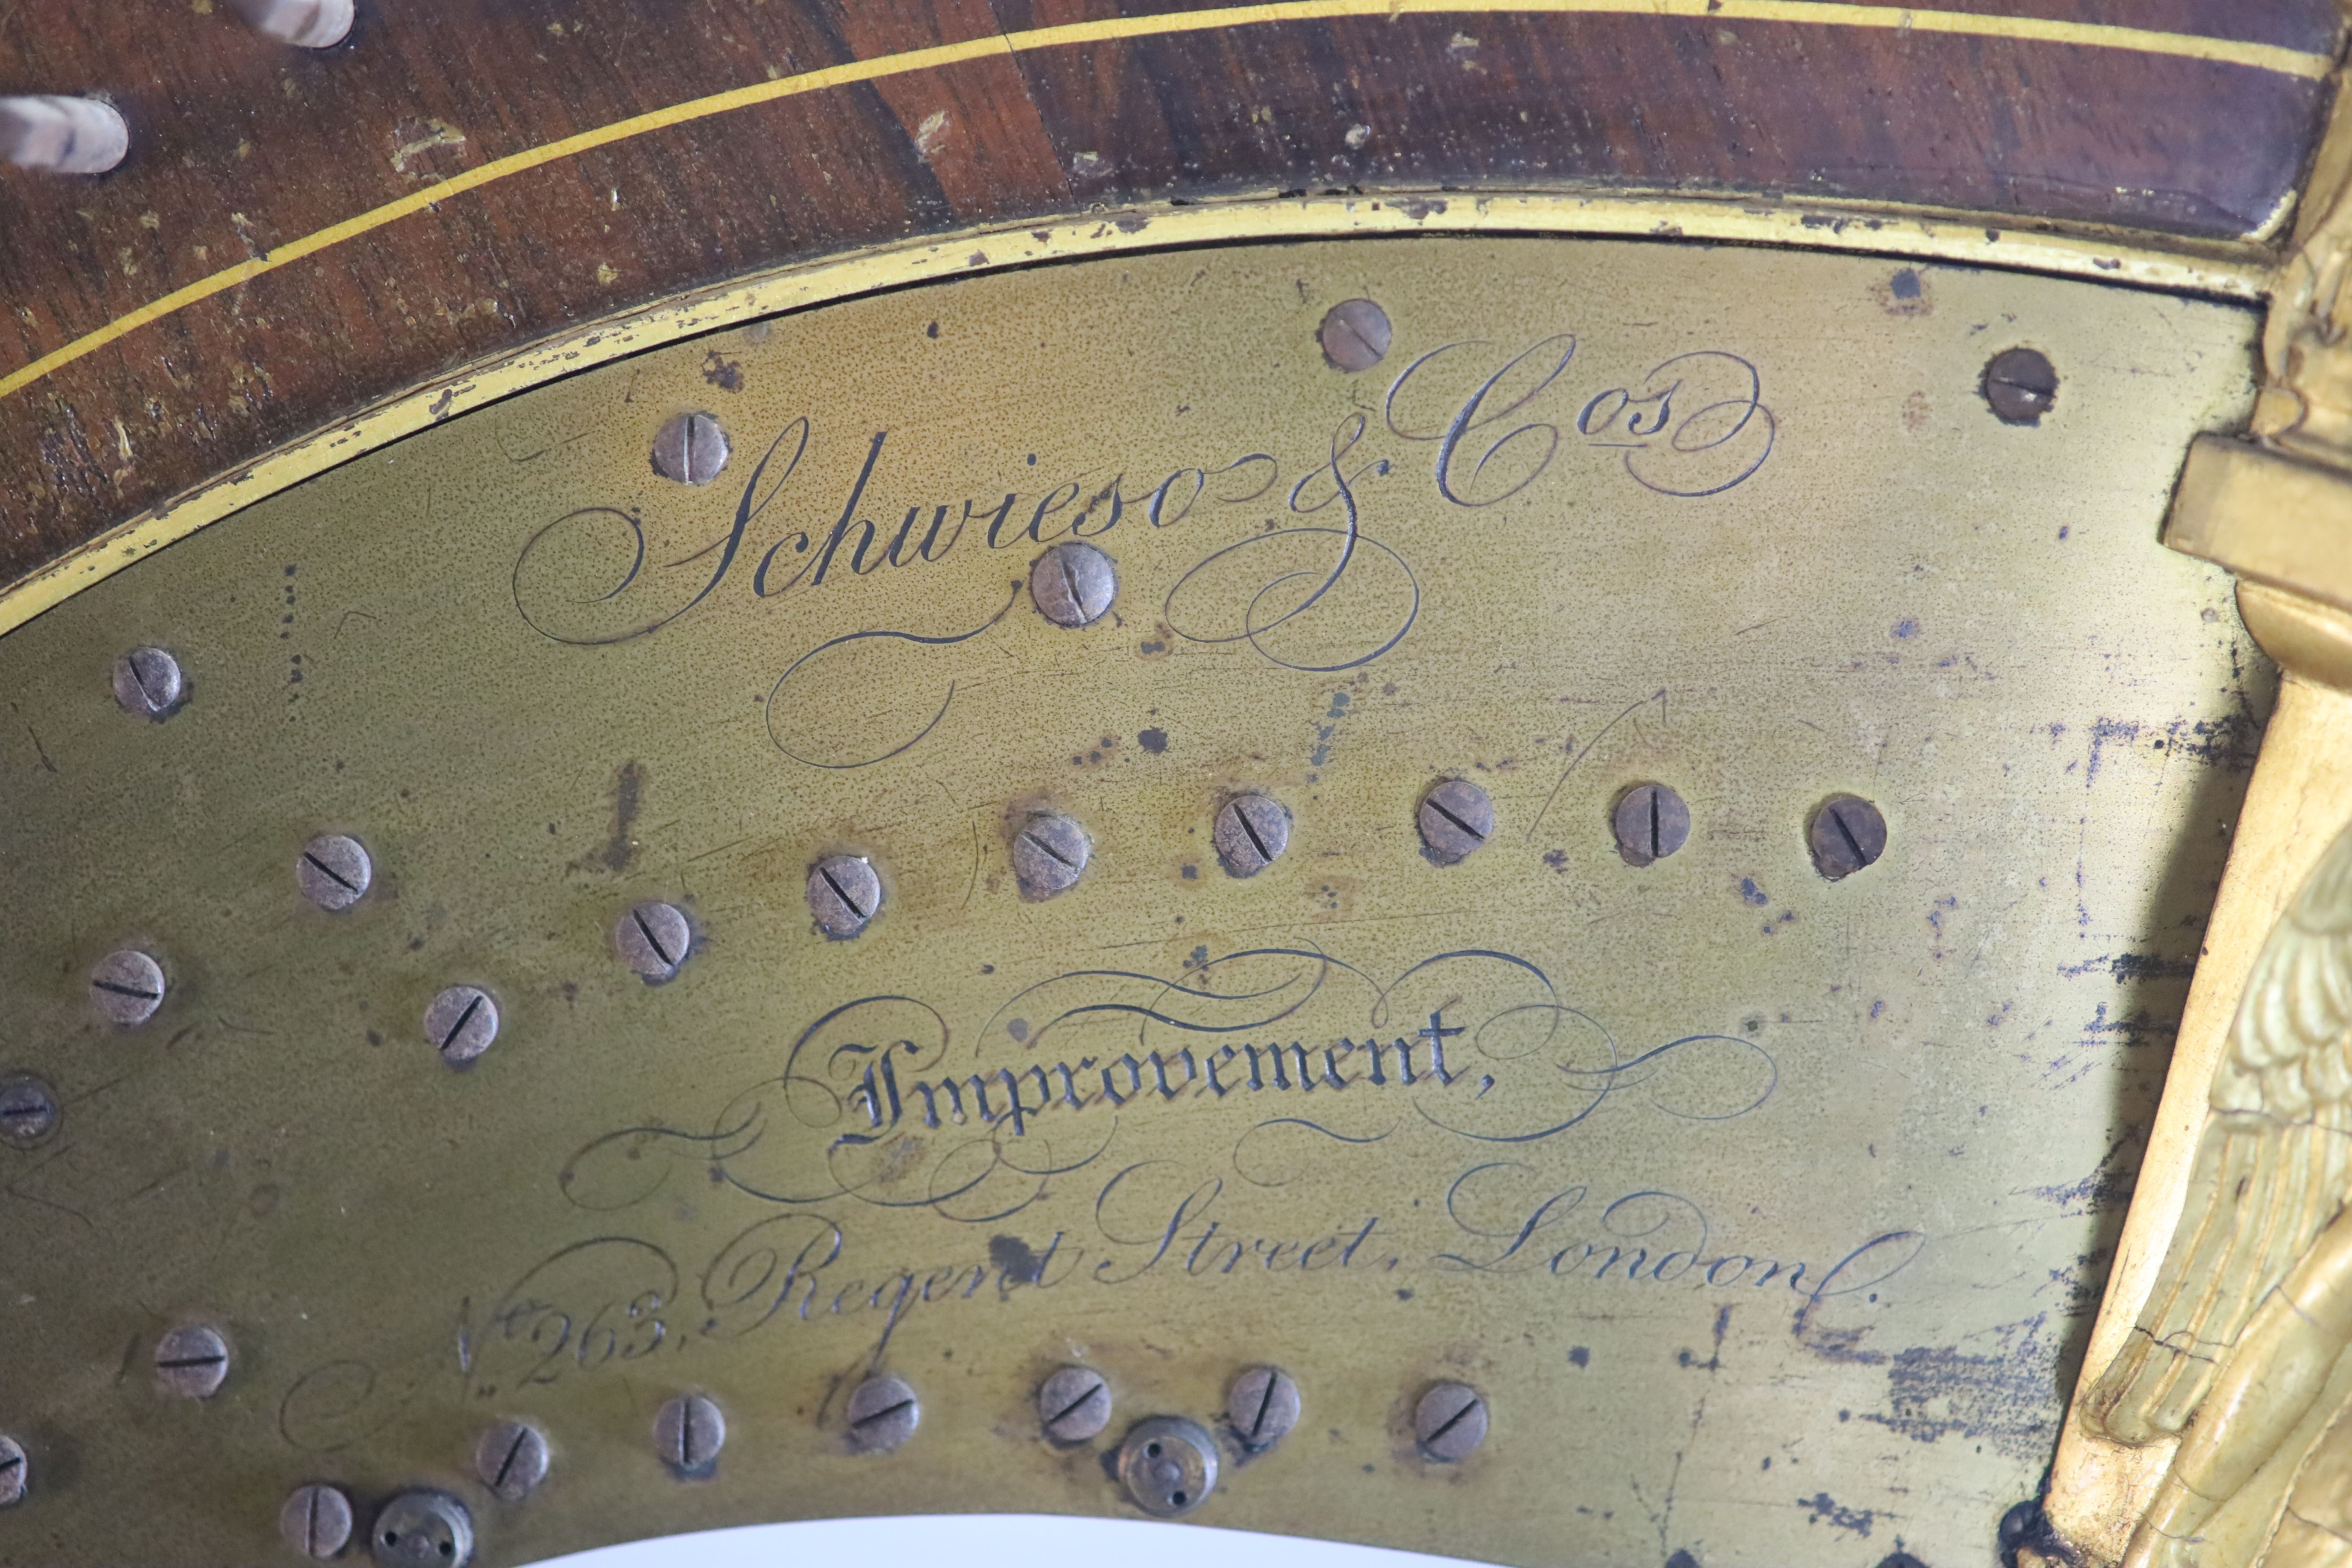 Schwieso & Cos
Improvement,
No 263, Regent Street, London.